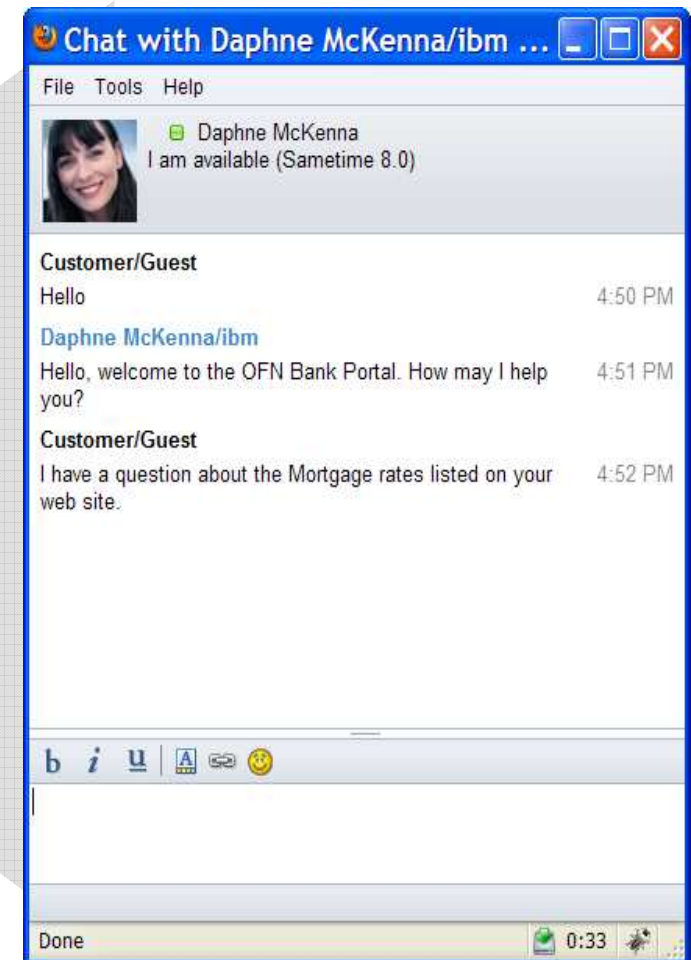 Chat with Daphne McKenna/ibm ...
File Tools Help
Daphne McKenna
I am available (Sametime 8.0)
Customer/Guest
Hello 4:50 PM
Daphne McKenna/ibm
Hello, welcome to the OFN Bank Portal. How may I help 4:51 PM
you?
Customer/Guest
I have a question about the Mortgage rates listed on your 4:52 PM
web site.
b i u A
Done 0:33